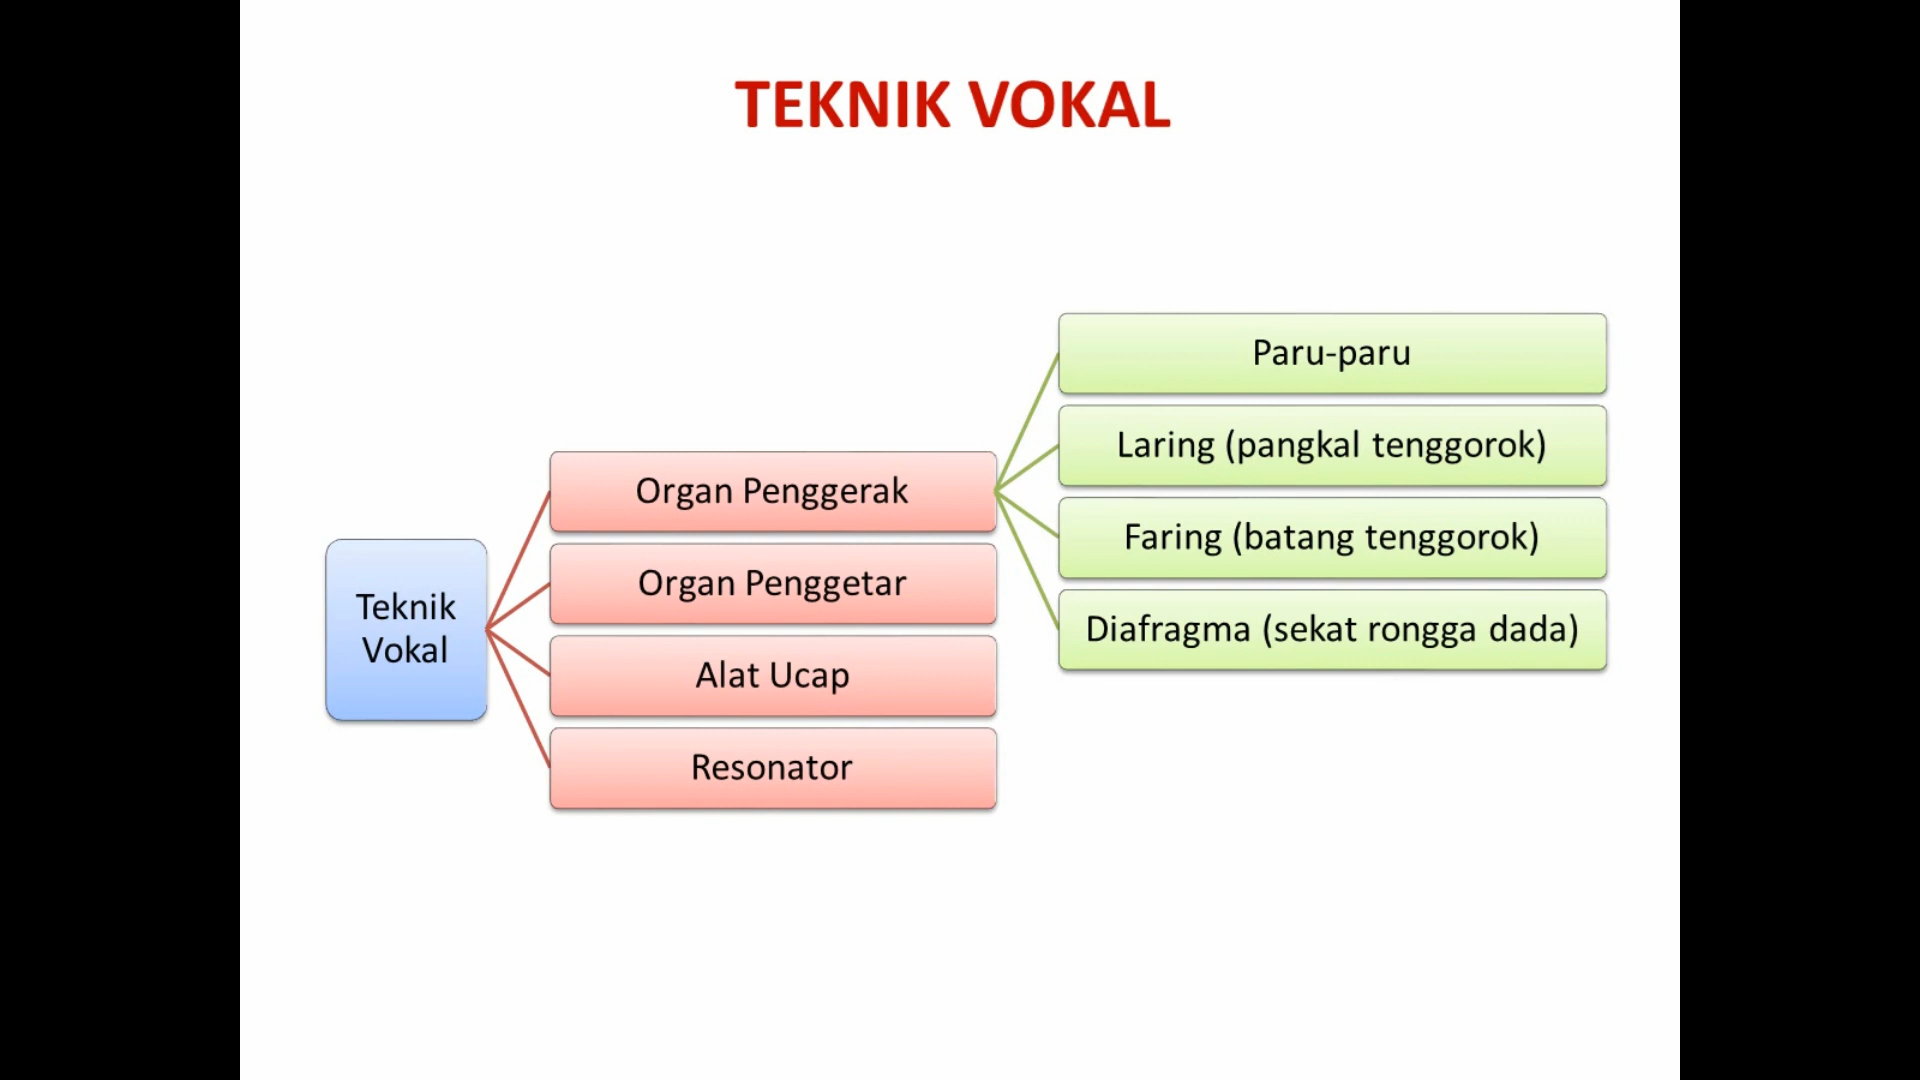 TEKNIK VOKAL
Teknik
Vokal
Organ Penggerak
Organ Penggetar
Alat Ucap
Resonator
Paru-paru
Laring (pangkal tenggorok)
Faring (batang tenggorok)
Diafragma (sekat rongga dada)